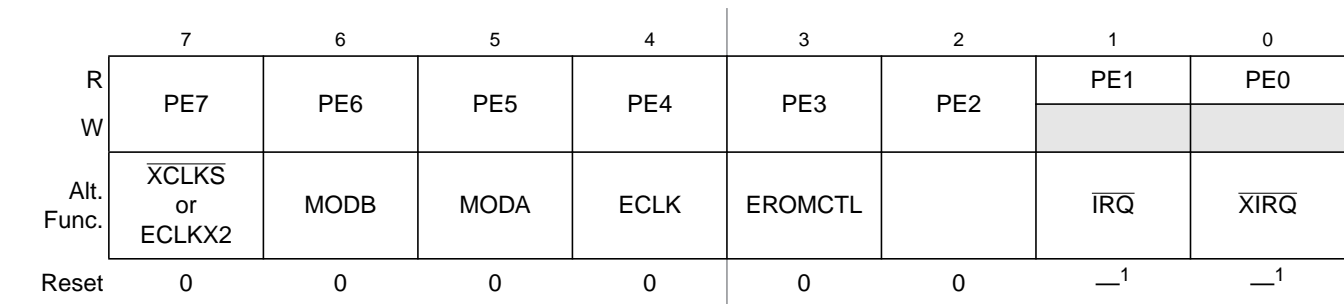 7 6 5 4 3 2 1 0
R PE7 PE6 PE5 PE4 PE3 PE2 PE1 PE0
W
Alt. Func. XCLKS or ECLKX2 MODB MODA ECLK EROMCTL IRQ XIRQ
Reset 0 0 0 0 0 0 —1 —1